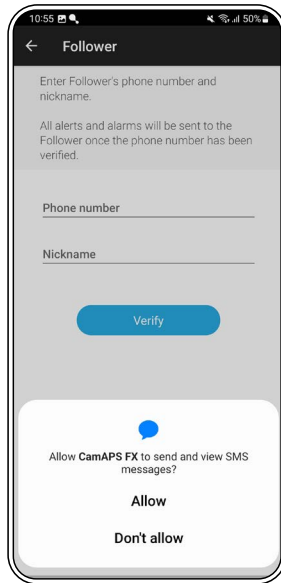 10:55
50%
Follower
Enter Follower's phone number and
nickname.
All alerts and alarms will be sent to the
Follower once the phone number has been
verified.
Phone number
Nickname
Verify
Allow CamAPS FX to send and view SMS
messages?
Allow
Don't allow